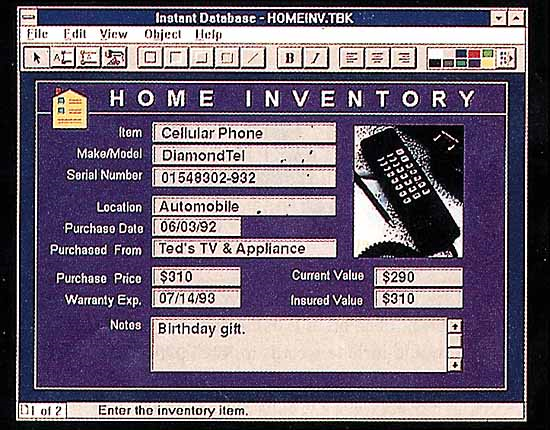 Instant Database - HOMEINV.TBK
File Edit View Object Help
A A B I
HOME INVENTORY
Item Cellular Phone
Make/Model DiamondTel
Serial Number 01548302-932
Location Automobile
Purchase Date 06/03/92
Purchased From Ted's TV & Appliance
Purchase Price $310 Current Value $290
Warranty Exp. 07/14/93 Insured Value $310
Notes Birthday gift.
1 of 2 Enter the inventory item.